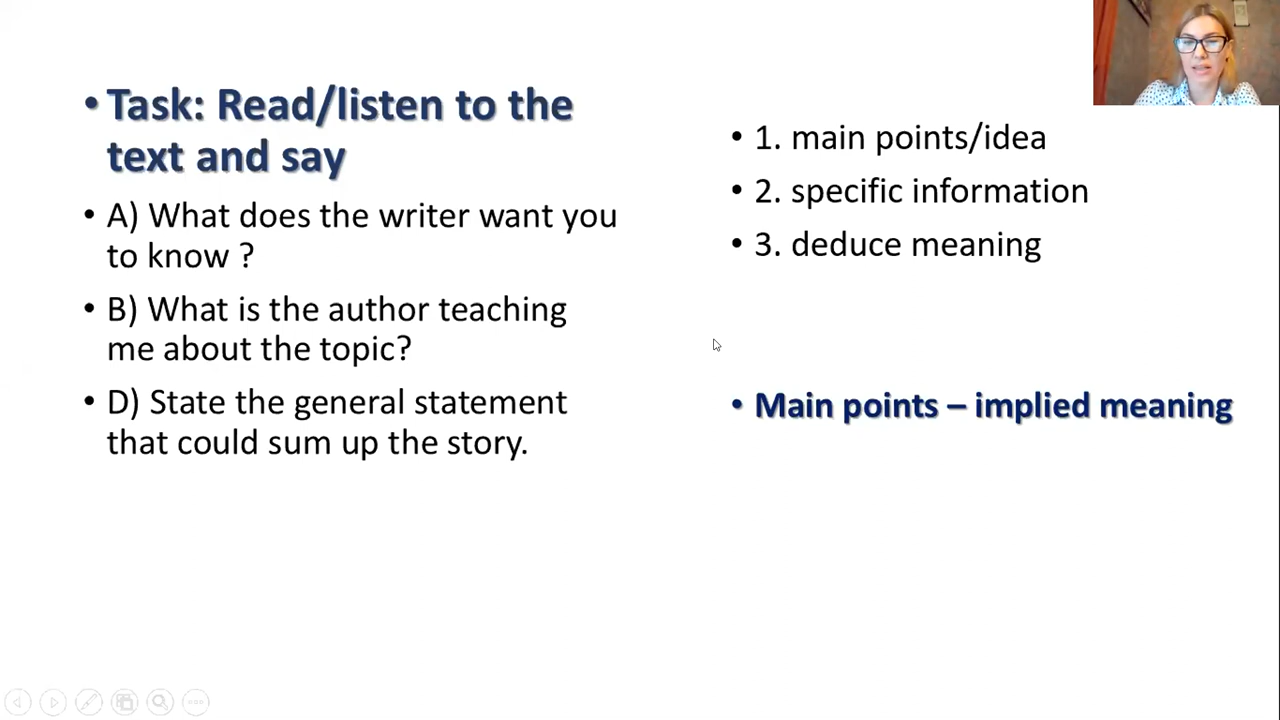 • Task: Read/listen to the
text and say
• A) What does the writer want you
to know ?
• B) What is the author teaching
me about the topic?
• D) State the general statement
that could sum up the story.
• 1. main points/idea
• 2. specific information
• 3. deduce meaning
• Main points – implied meaning